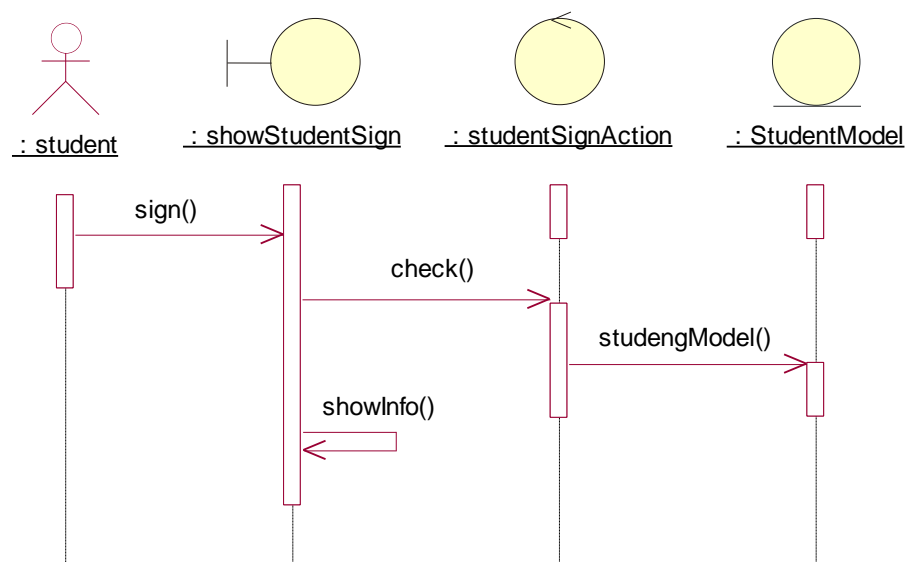 : student
: showStudentSign
: studentSignAction
: StudentModel
sign()
check()
studengModel()
showInfo()